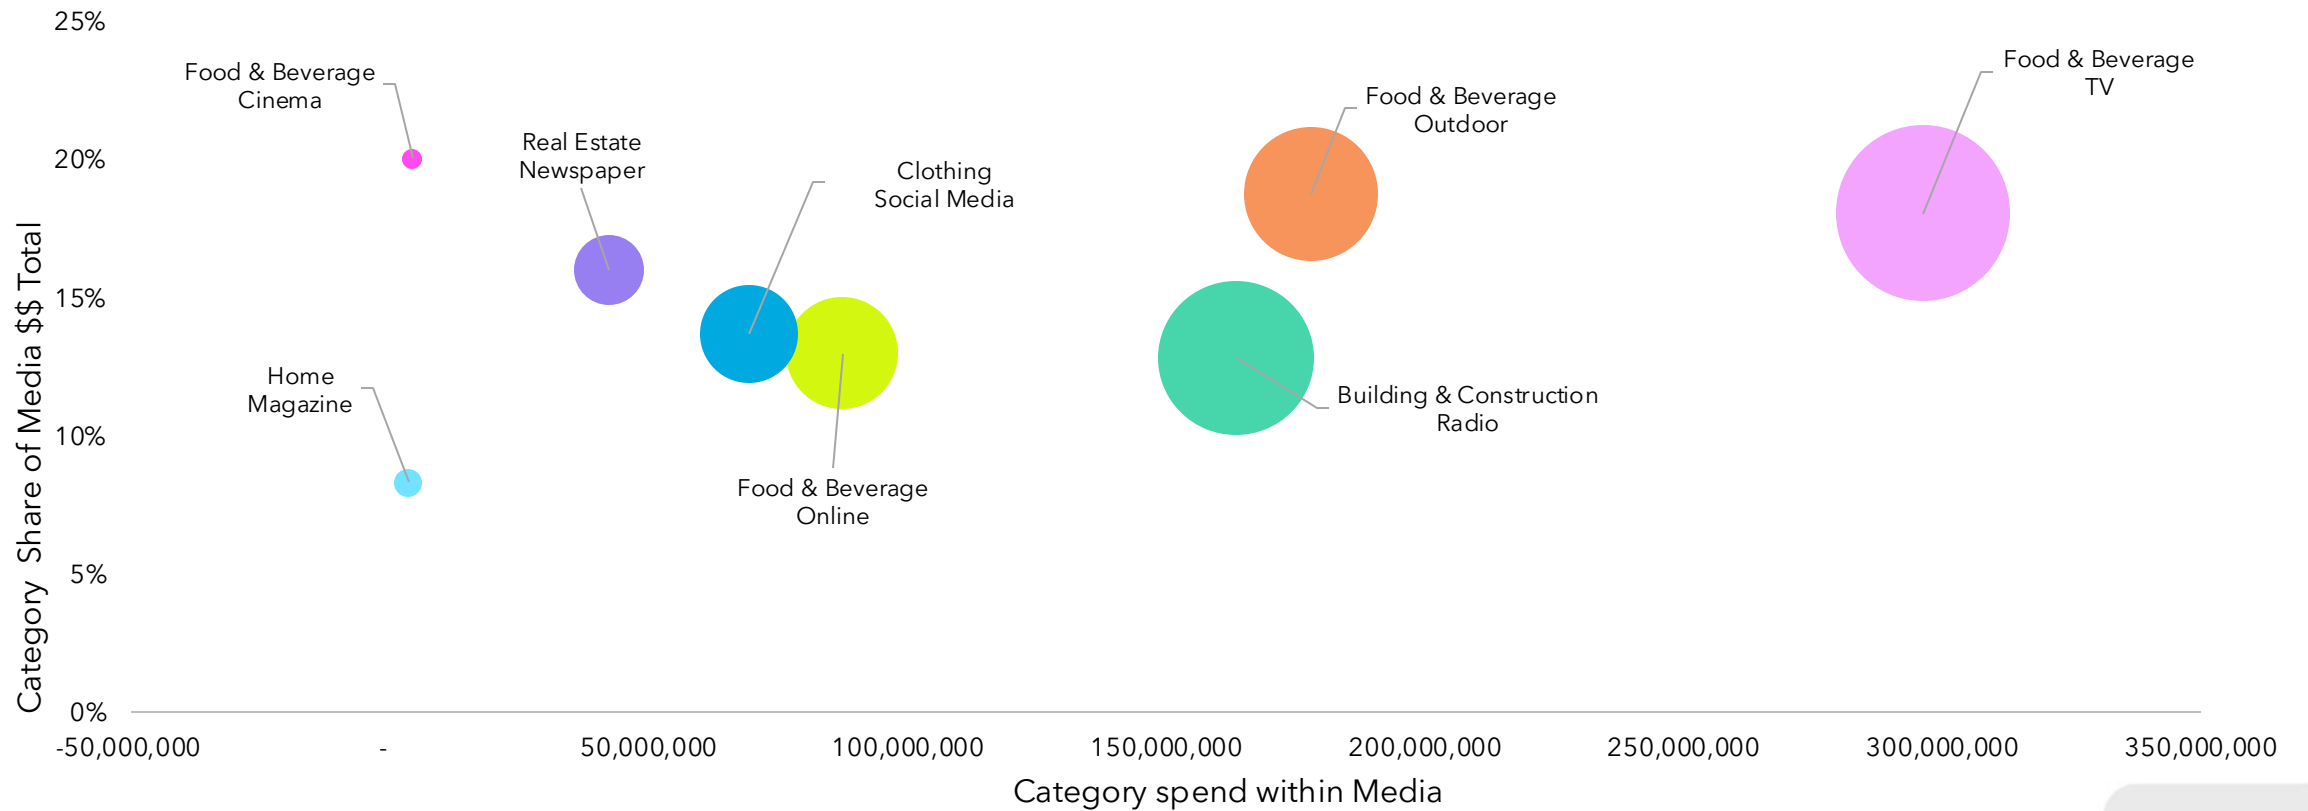 25%
Food & Beverage
Cinema
Food & Beverage
TV
Food & Beverage
Outdoor
Real Estate
Newspaper
20%
Clothing
Social Media
15%
Home
Magazine
Building & Construction
Radio
10%
Food & Beverage
Online
5%
0%
Category Share of Media $$ Total
-50,000,000
-
50,000,000
100,000,000
150,000,000
200,000,000
250,000,000
300,000,000
350,000,000
Category spend within Media